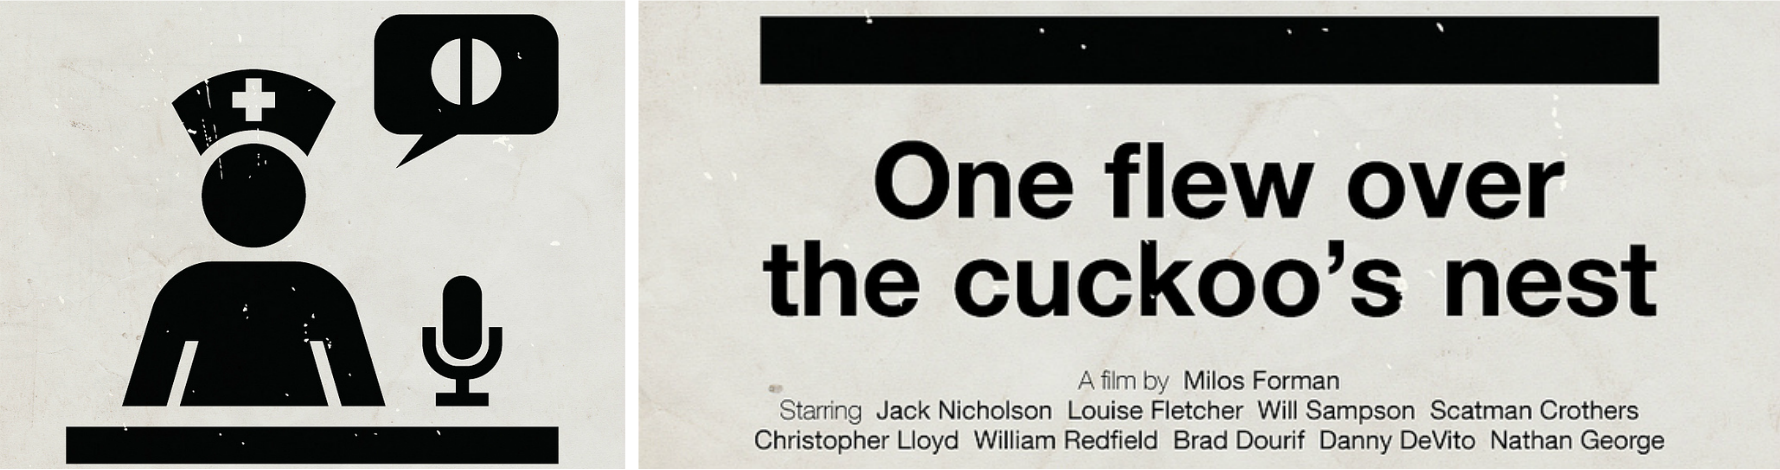 One flew over
the cuckoo’s nest
A film by Milos Forman
Starring Jack Nicholson Louise Fletcher Will Sampson Scatman Crothers
Christopher Lloyd William Redfield Brad Dourif Danny DeVito Nathan George